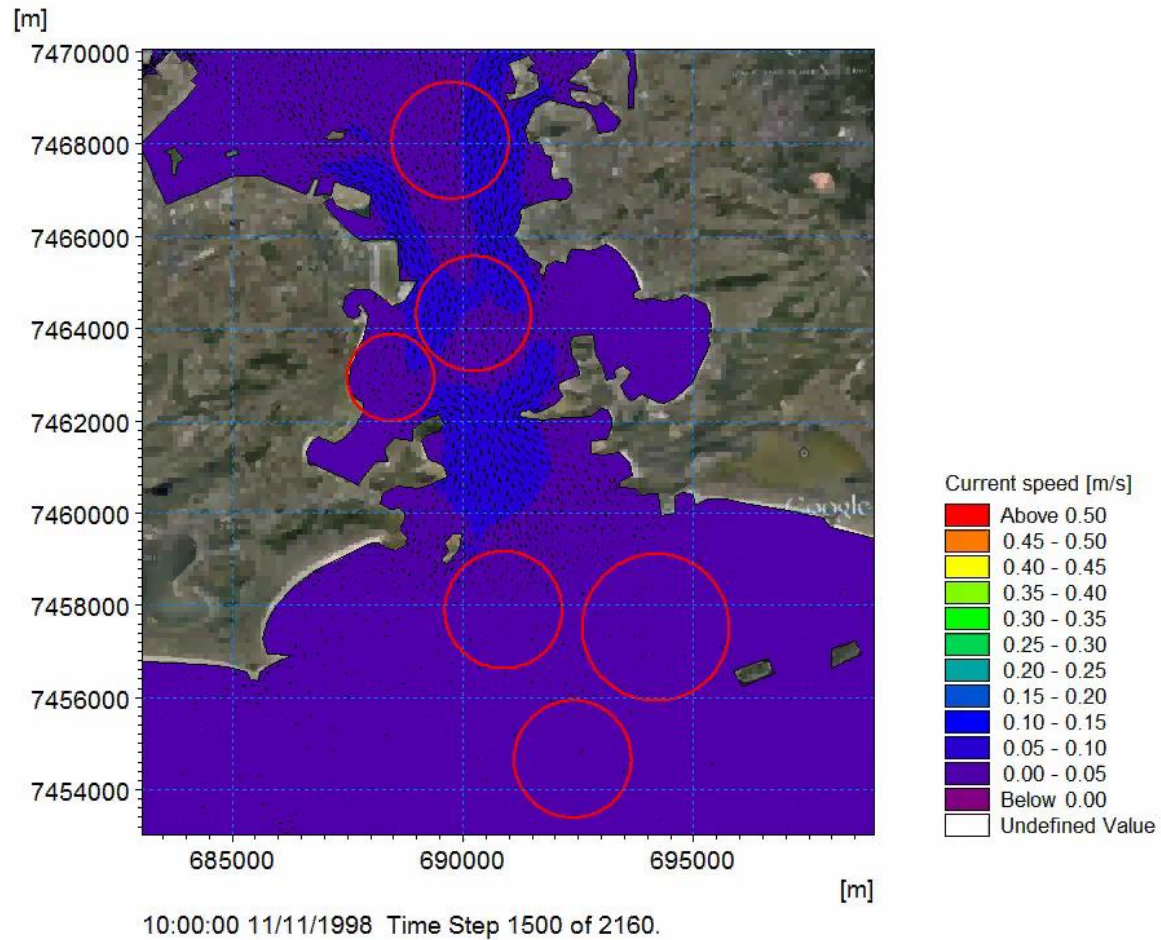 [m]
7470000
7468000
7466000
7464000
7462000
7460000
7458000
7456000
7454000
685000
690000
695000
[m]
Google
Current speed [m/s]
Above 0.50
0.45 - 0.50
0.40 - 0.45
0.35 - 0.40
0.30 - 0.35
0.25 - 0.30
0.20 - 0.25
0.15 - 0.20
0.10 - 0.15
0.05 - 0.10
0.00 - 0.05
Below 0.00
Undefined Value
10:00:00 11/11/1998 Time Step 1500 of 2160.